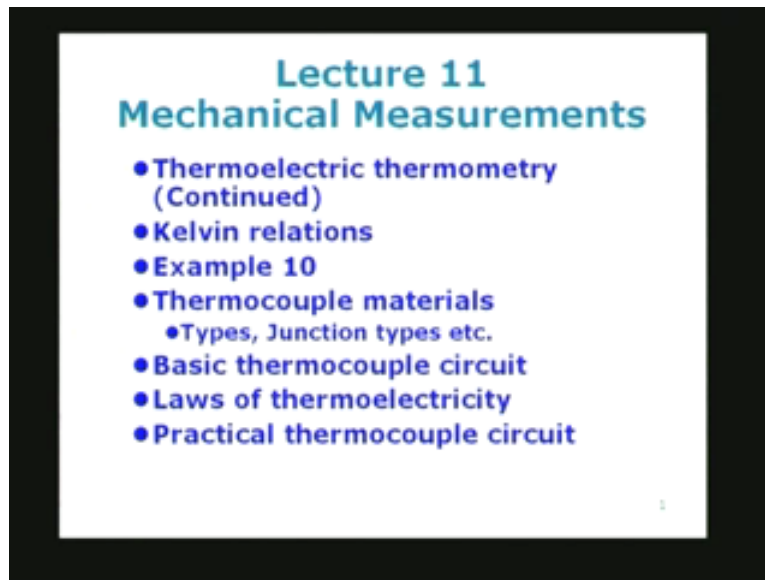 Lecture 11
Mechanical Measurements
●Thermoelectric thermometry
(Continued)
●Kelvin relations
●Example 10
●Thermocouple materials
●Types, Junction types etc.
●Basic thermocouple circuit
●Laws of thermoelectricity
●Practical thermocouple circuit